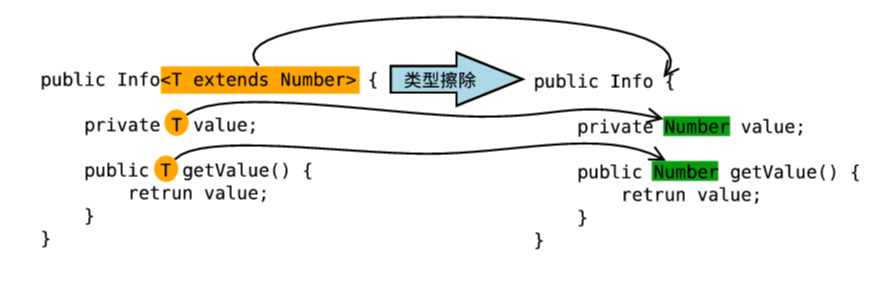 public Info<T extends Number> { 类型擦除 public Info {
private T value; private Number value;
public T getValue() { public Number getValue() {
retrun value; retrun value;
} }
} }